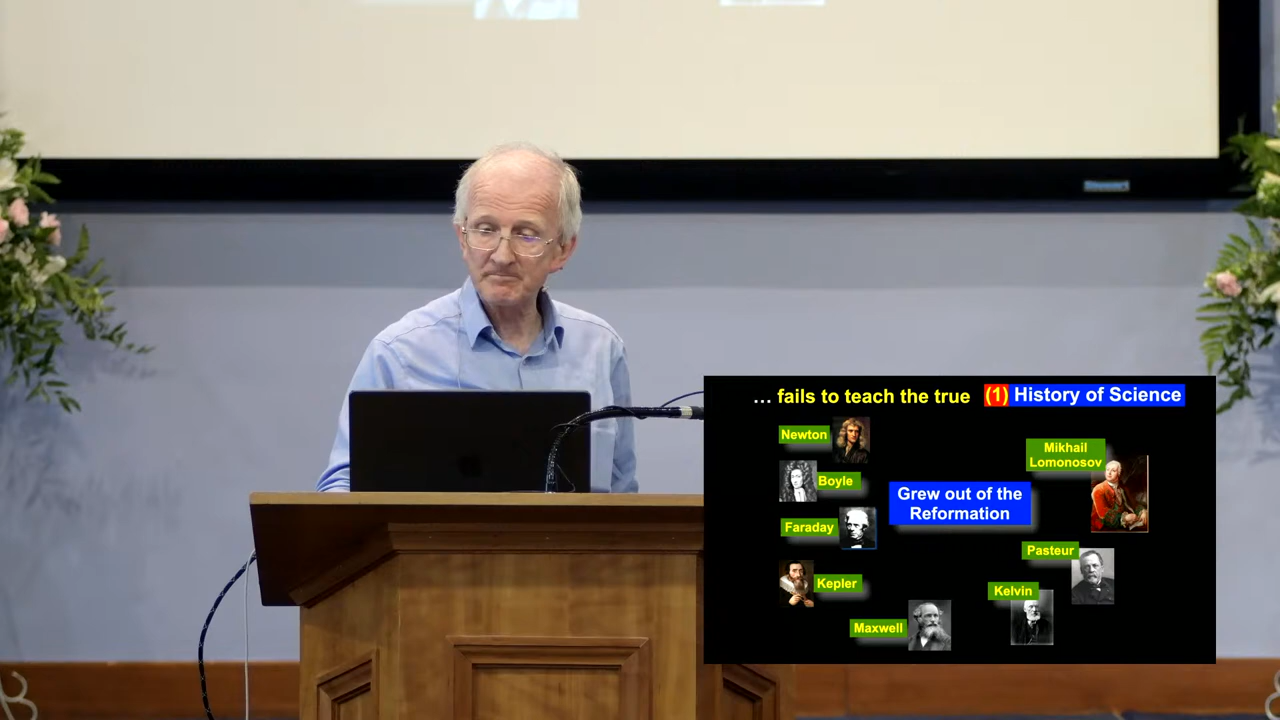 Stewart
… fails to teach the true (1) History of Science
Newton
Mikhail
Lomonosov
Boyle
Grew out of the
Reformation
Faraday
Pasteur
Kepler
Kelvin
Maxwell